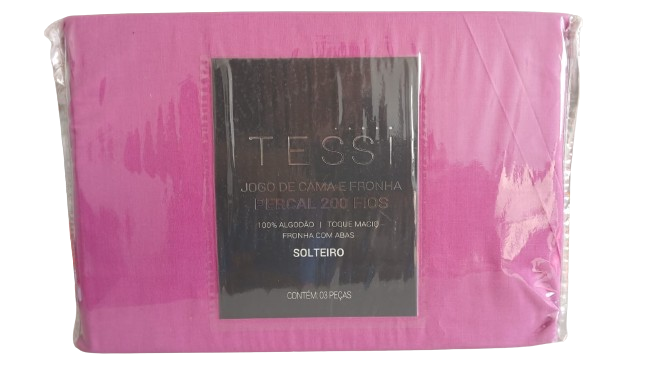 TESSI
JOGO DE CAMA E FRONHA
PERCAL 200 FIOS
100% ALGODÃO | TOQUE MACIO -
FRONHA COM ABAS
SOLTEIRO
CONTÉM: 03 PEÇAS